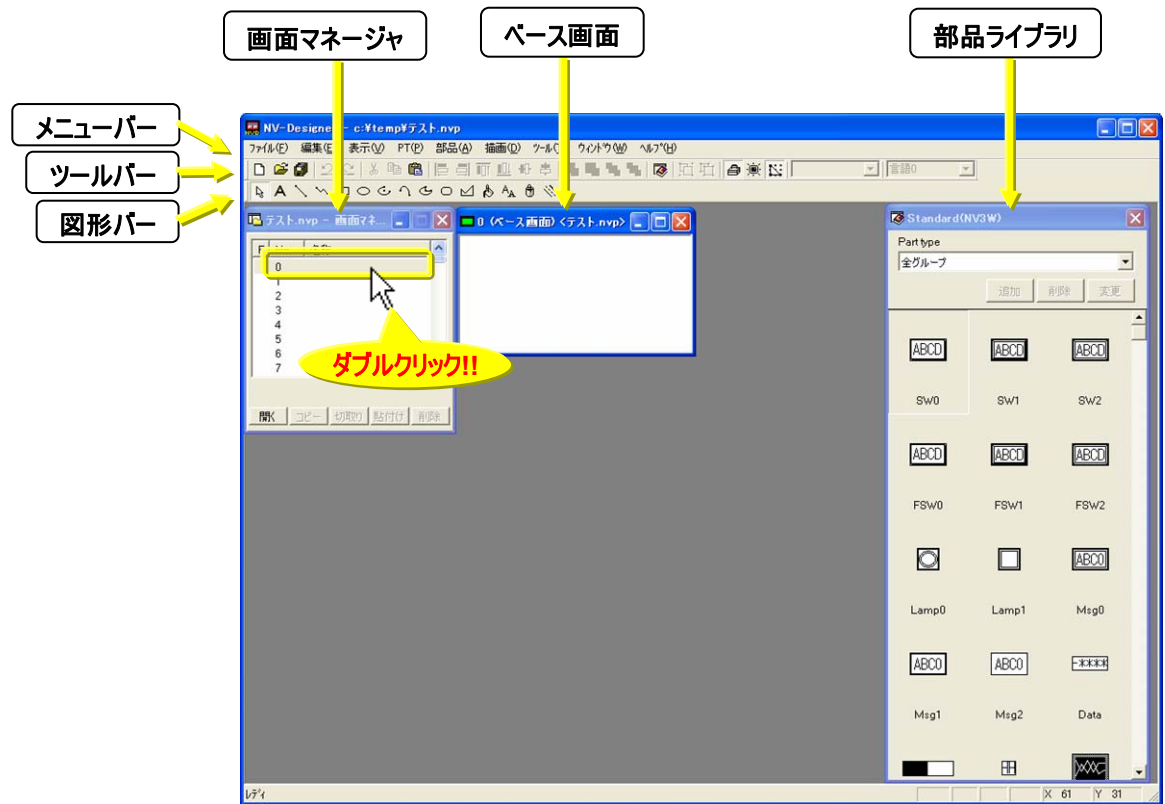 画面マネージャ
ベース画面
部品ライブラリ
メニューバー
ツールバー
図形バー
NV-Designer - c:¥temp¥テスト.nvp
ファイル(F) 編集(E) 表示(V) PT(P) 部品(A) 描画(D) ツール( ウィンドウ(W) ヘルプ(H)
言語0
テスト.nvp - 画面マネ...
0 (ベース画面) <テスト.nvp>
Standard(NV3W)
Part type
全グループ
追加 削除 変更
0
1
2
3
4
5
6
7
ダブルクリック!!
開く コピー 切取り 貼付け 削除
ABCD ABCD ABCD
SW0 SW1 SW2
ABCD ABCD ABCD
FSW0 FSW1 FSW2
ABC0
Lamp0 Lamp1 Msg0
ABC0 ABC0 -****
Msg1 Msg2 Data
レディ
X 61 Y 31